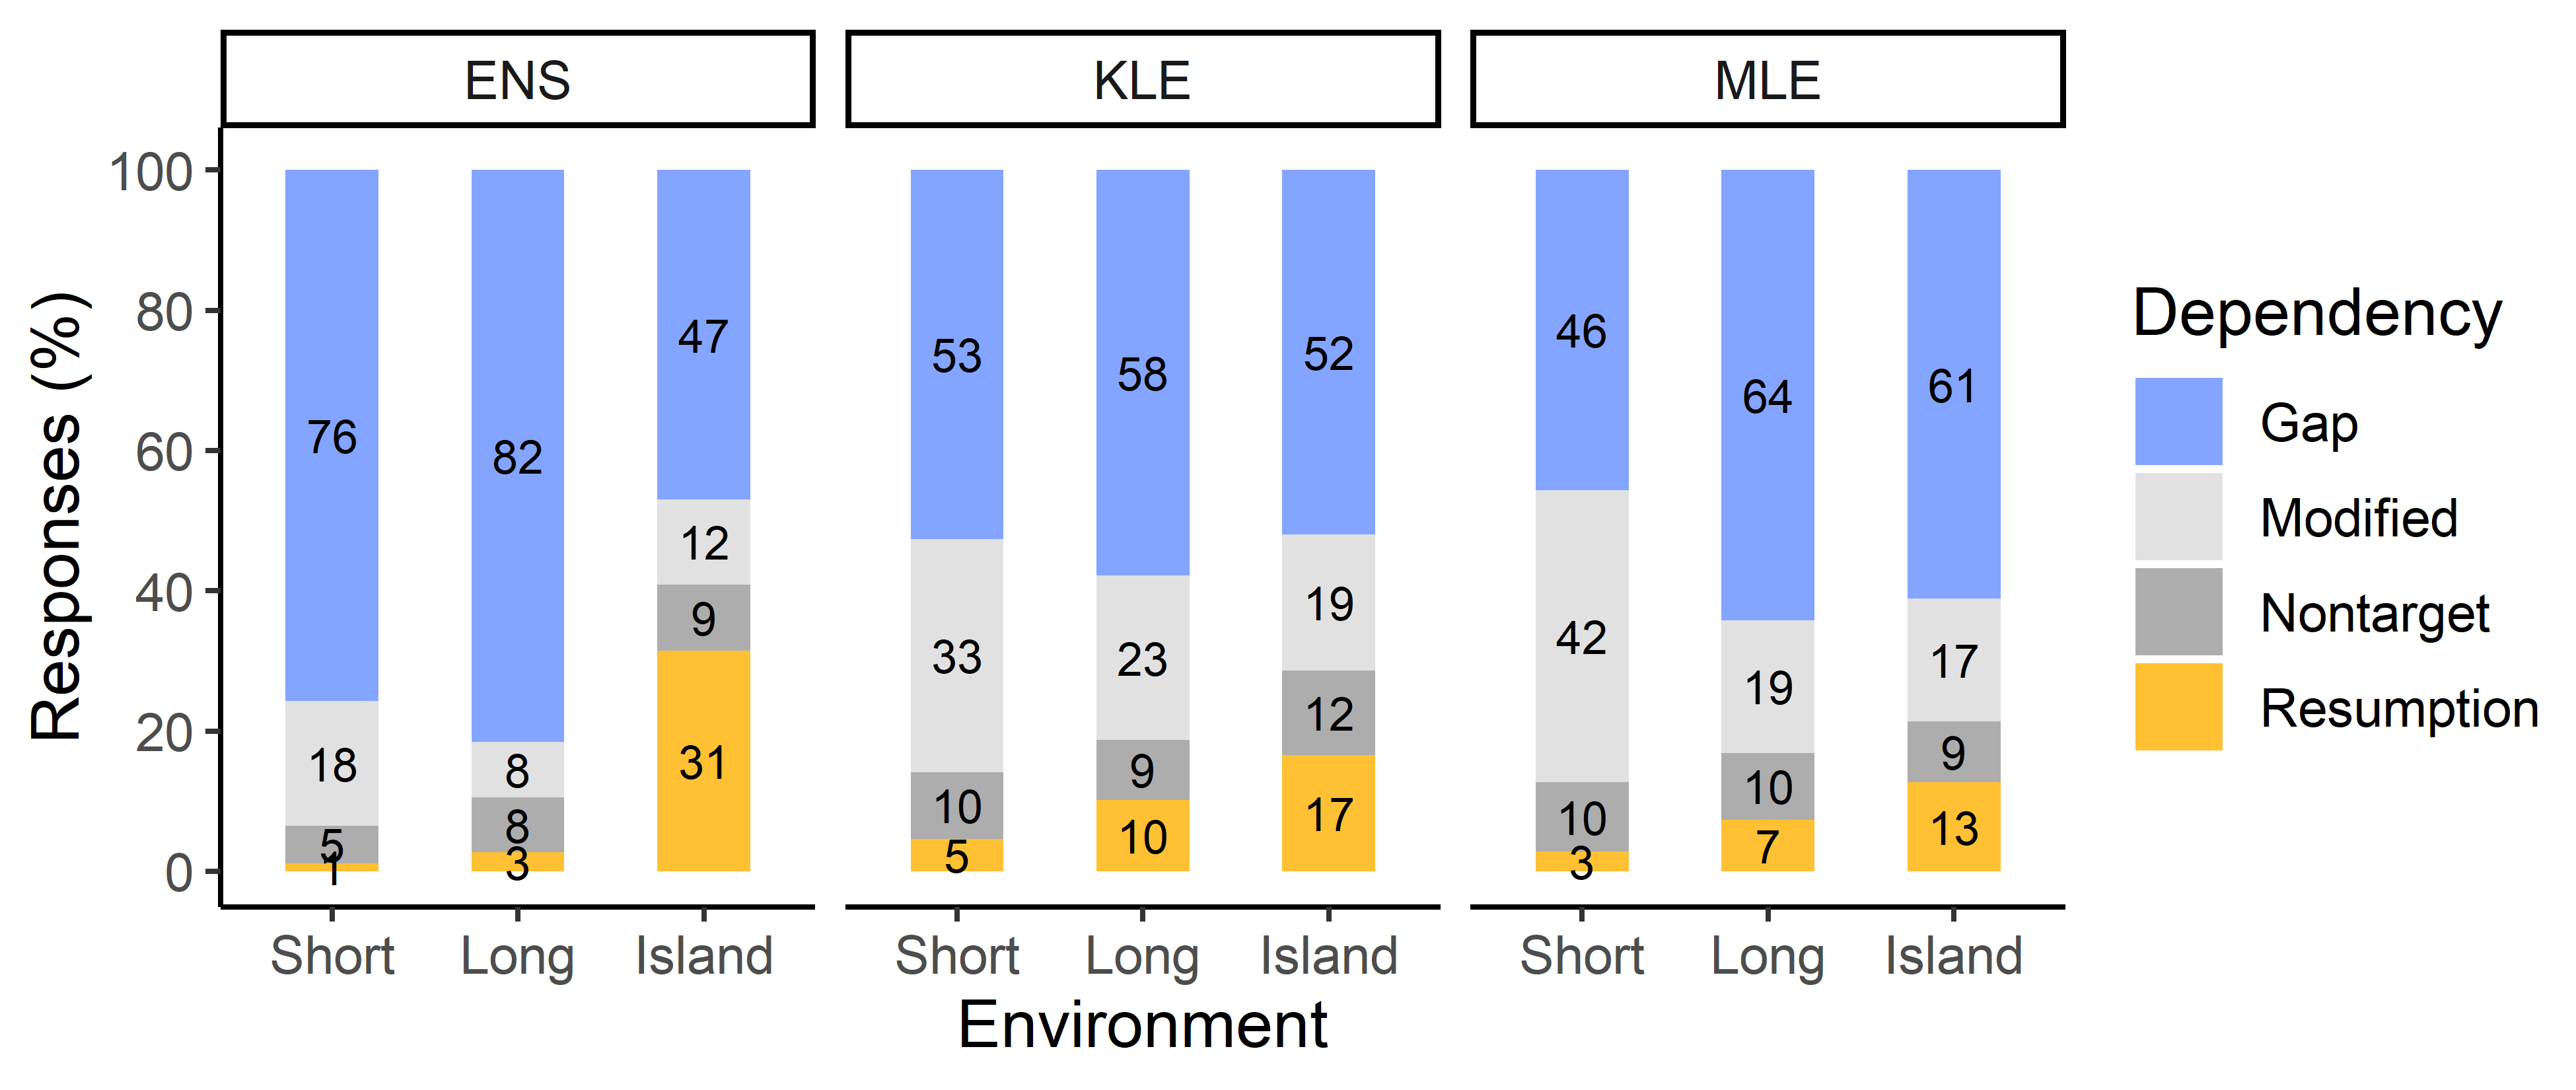 ENS KLE MLE
Responses (%)
100
80
60
40
20
0
76 18 5 1
82 8 8 3
47 12 9 31
53 33 10 5
58 23 9 10
52 19 12 17
46 42 10 3
64 19 10 7
61 17 9 13
Short Long Island Short Long Island Short Long Island
Environment
Dependency
Gap
Modified
Nontarget
Resumption